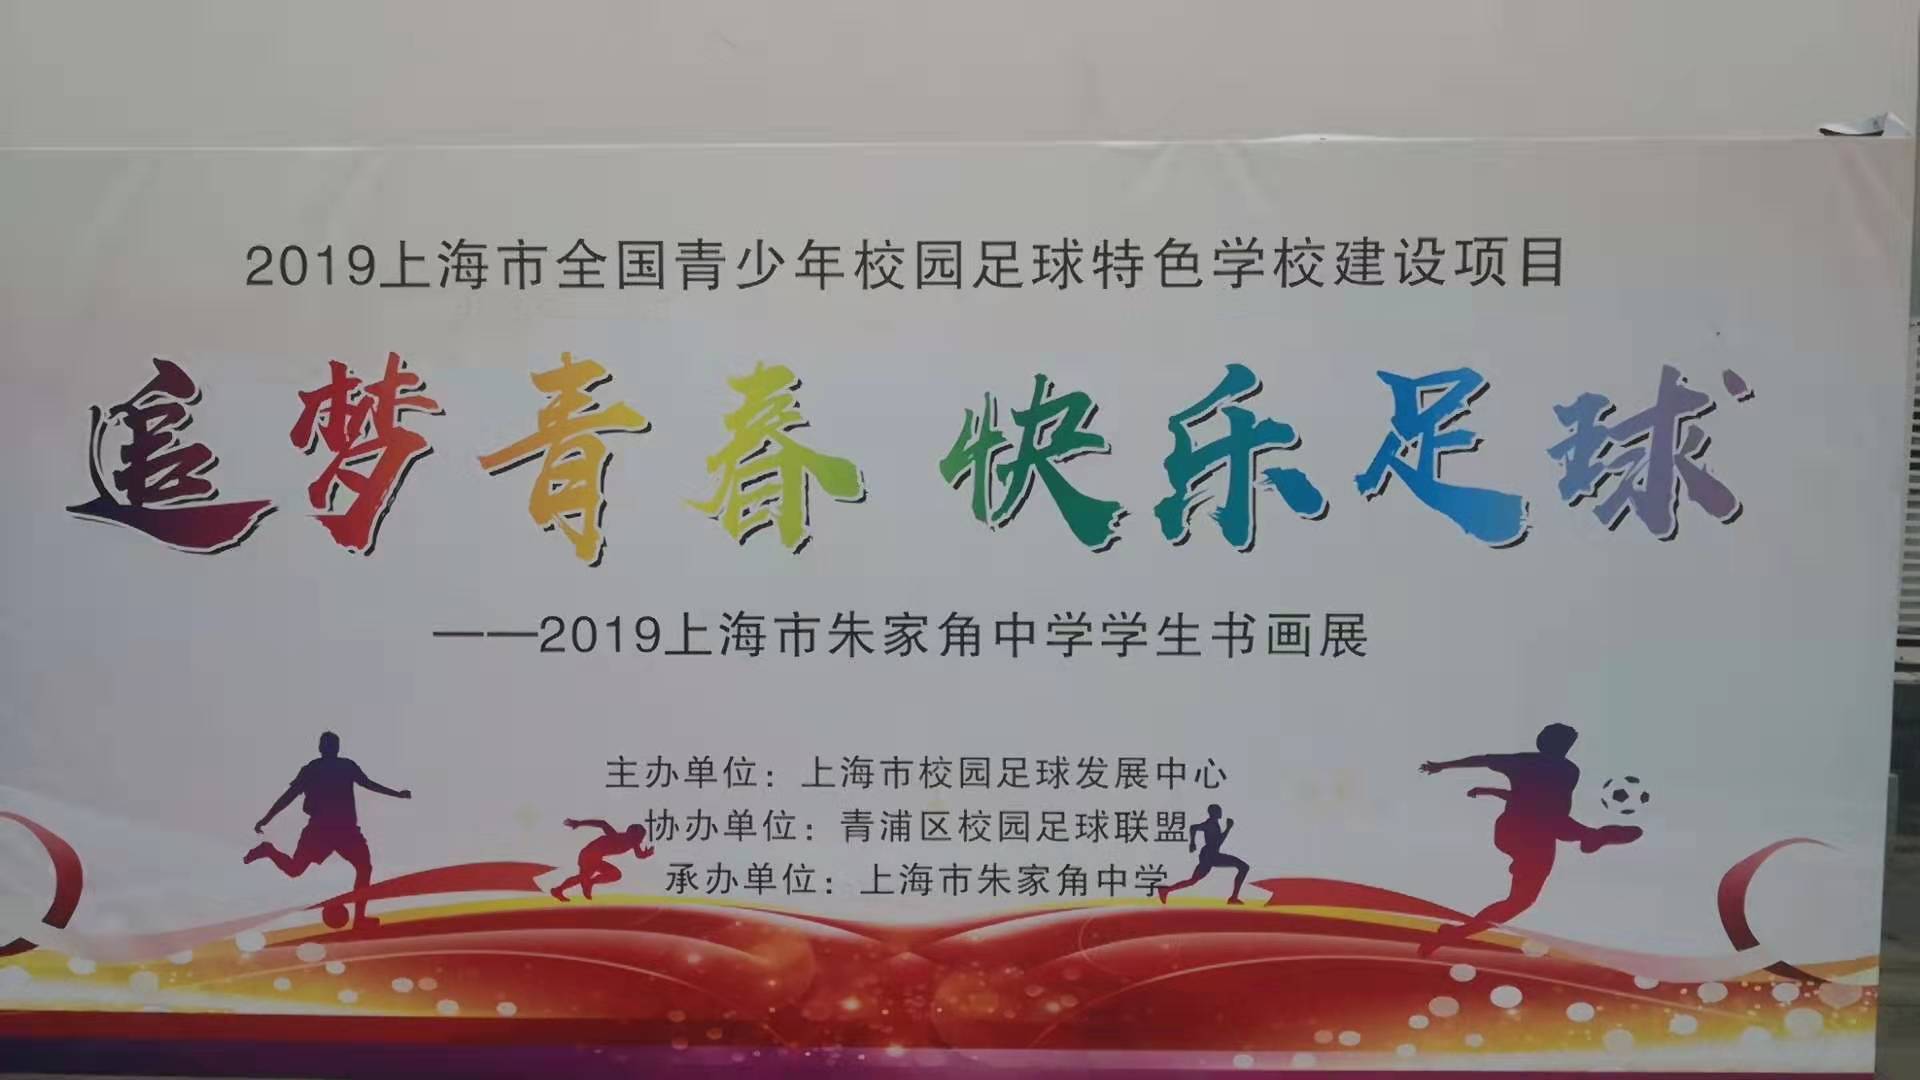 2019上海市全国青少年校园足球特色学校建设项目
追梦青春 快乐足球
——2019上海市朱家角中学学生书画展
主办单位：上海市校园足球发展中心
协办单位：青浦区校园足球联盟
承办单位：上海市朱家角中学